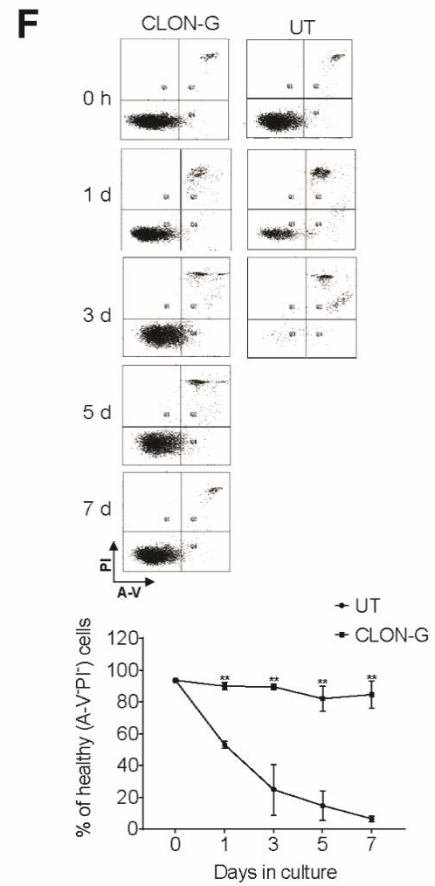 F
CLON-G UT
0 h
1 d
3 d
5 d
7 d
PI
A-V
UT
CLON-G
% of healthy (A-V-PI-) cells
120
100
80
60
40
20
0
** ** ** ** 
0 1 3 5 7
Days in culture